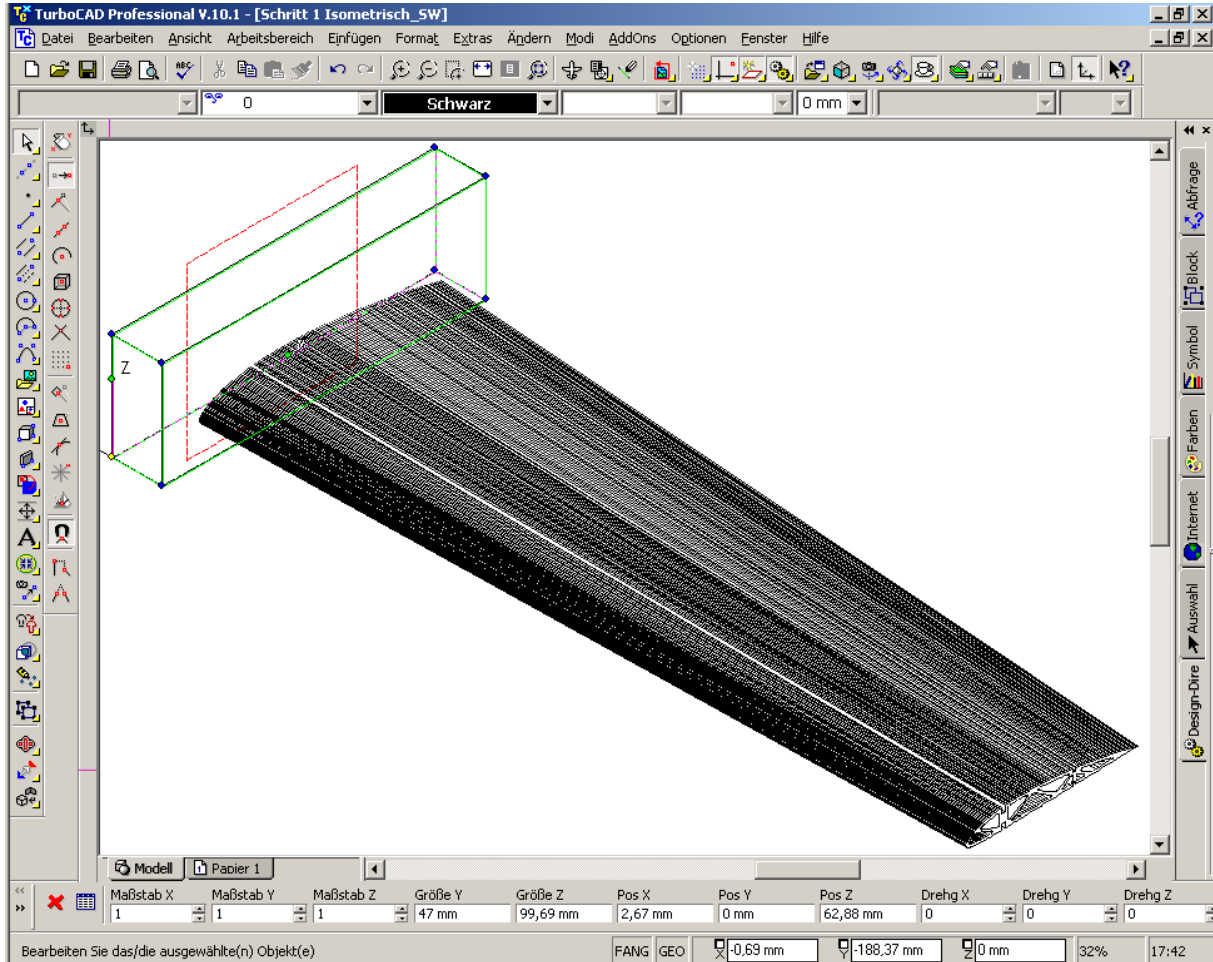 TurboCAD Professional V.10.1 - [Schritt 1 Isometrisch_SW]
Datei Bearbeiten Ansicht Arbeitsbereich Einfügen Format Extras Ändern Modi AddOns Optionen Fenster Hilfe
0 Schwarz 0 mm
Abfrage
Block
Symbol
Farben
Internet
Auswahl
Design-Dire
Z
Modell Papier 1
Maßstab X Maßstab Y Maßstab Z Größe Y Größe Z Pos X Pos Y Pos Z Drehg X Drehg Y Drehg Z
1 1 1 47 mm 99,69 mm 2,67 mm 0 mm 62,88 mm 0 0 0
Bearbeiten Sie das/die ausgewählte(n) Objekt(e) FANG GEO X -0,69 mm Y -188,37 mm Z 0 mm 32% 17:42